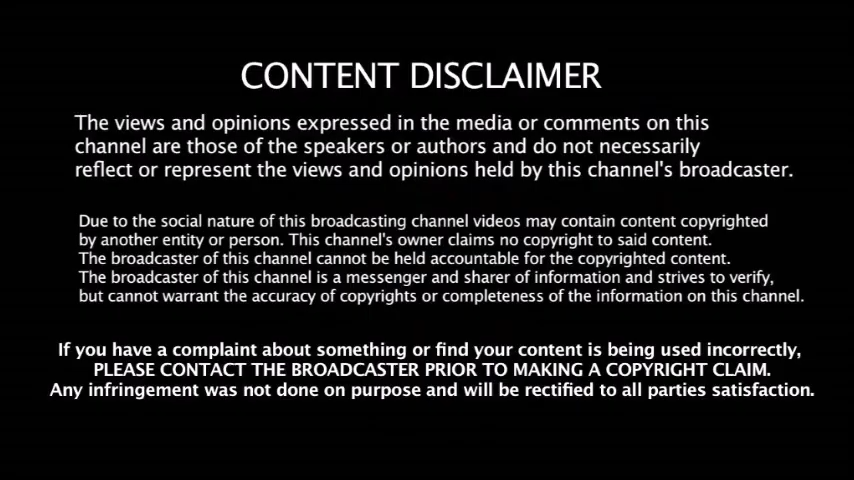 CONTENT DISCLAIMER
The views and opinions expressed in the media or comments on this
channel are those of the speakers or authors and do not necessarily
reflect or represent the views and opinions held by this channel's broadcaster.
Due to the social nature of this broadcasting channel videos may contain content copyrighted
by another entity or person. This channel's owner claims no copyright to said content.
The broadcaster of this channel cannot be held accountable for the copyrighted content.
The broadcaster of this channel is a messenger and sharer of information and strives to verify,
but cannot warrant the accuracy of copyrights or completeness of the information on this channel.
If you have a complaint about something or find your content is being used incorrectly,
PLEASE CONTACT THE BROADCASTER PRIOR TO MAKING A COPYRIGHT CLAIM.
Any infringement was not done on purpose and will be rectified to all parties satisfaction.